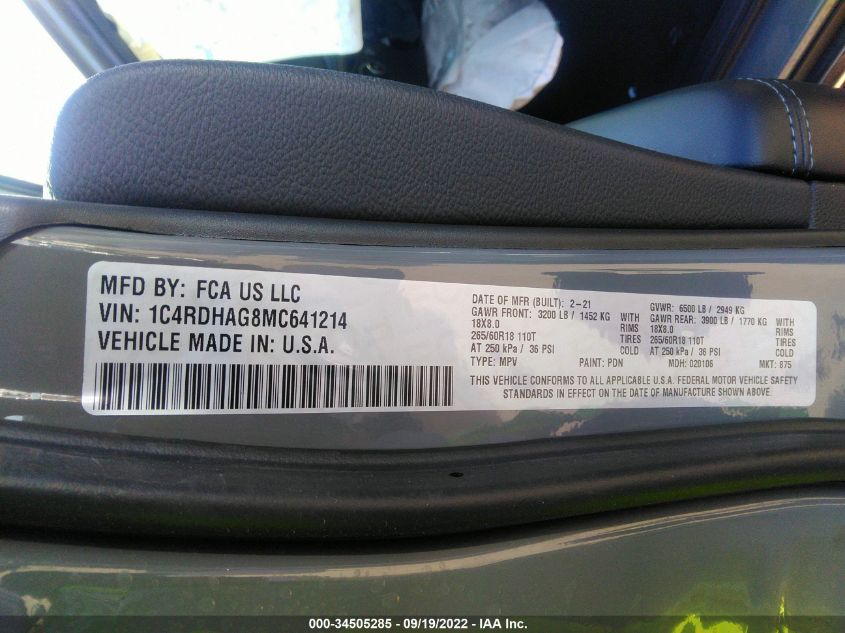 MFD BY: FCA US LLC
VIN: 1C4RDHAG8MC641214
VEHICLE MADE IN: U.S.A.
DATE OF MFR (BUILT): 2-21 GVWR: 6500 LB / 2949 KG
GAWR FRONT: 3200 LB / 1452 KG WITH GAWR REAR: 3900 LB / 1770 KG WITH
18X8.0 RIMS 18X8.0 RIMS
265/60R18 110T TIRES 265/60R18 110T TIRES
AT 250 kPa / 36 PSI COLD AT 250 kPa / 36 PSI COLD
TYPE: MPV PAINT: PDN MDH: 020106 MKT: 875
THIS VEHICLE CONFORMS TO ALL APPLICABLE U.S.A. FEDERAL MOTOR VEHICLE SAFETY
STANDARDS IN EFFECT ON THE DATE OF MANUFACTURE SHOWN ABOVE.
000-34505285 - 09/19/2022 - IAA Inc.